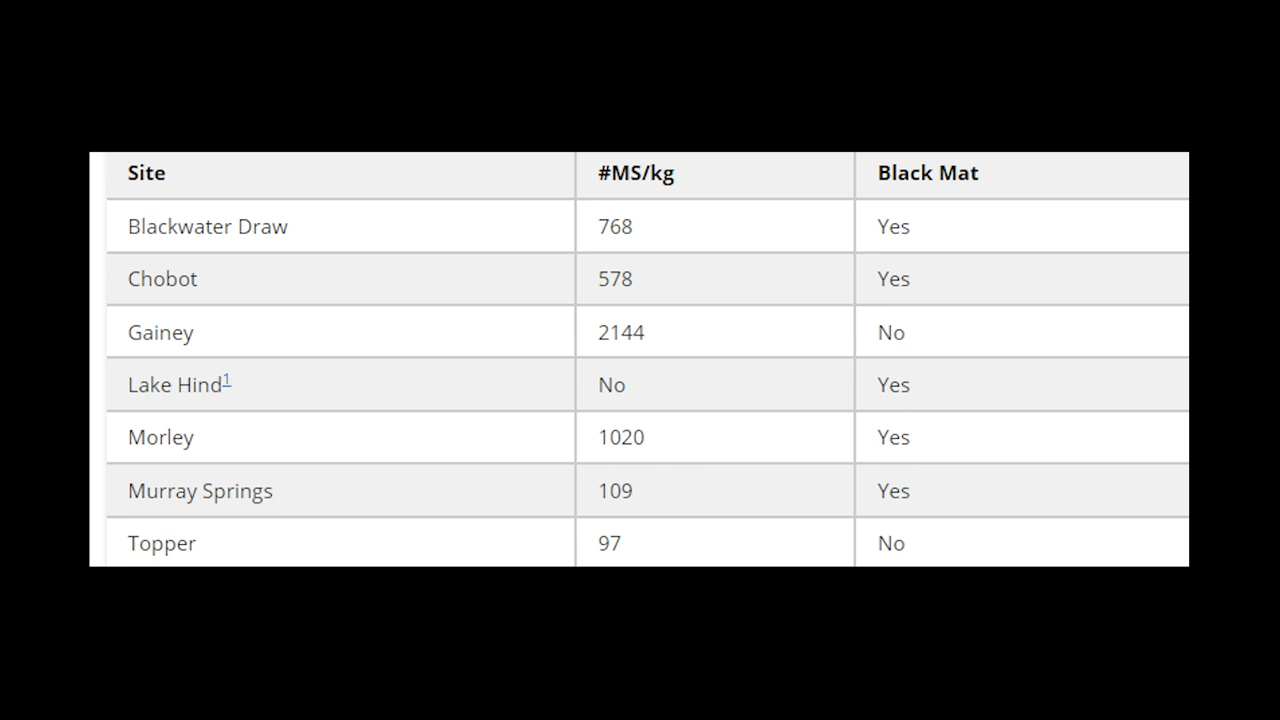 Site #MS/kg Black Mat
Blackwater Draw 768 Yes
Chobot 578 Yes
Gainey 2144 No
Lake Hind1 No Yes
Morley 1020 Yes
Murray Springs 109 Yes
Topper 97 No